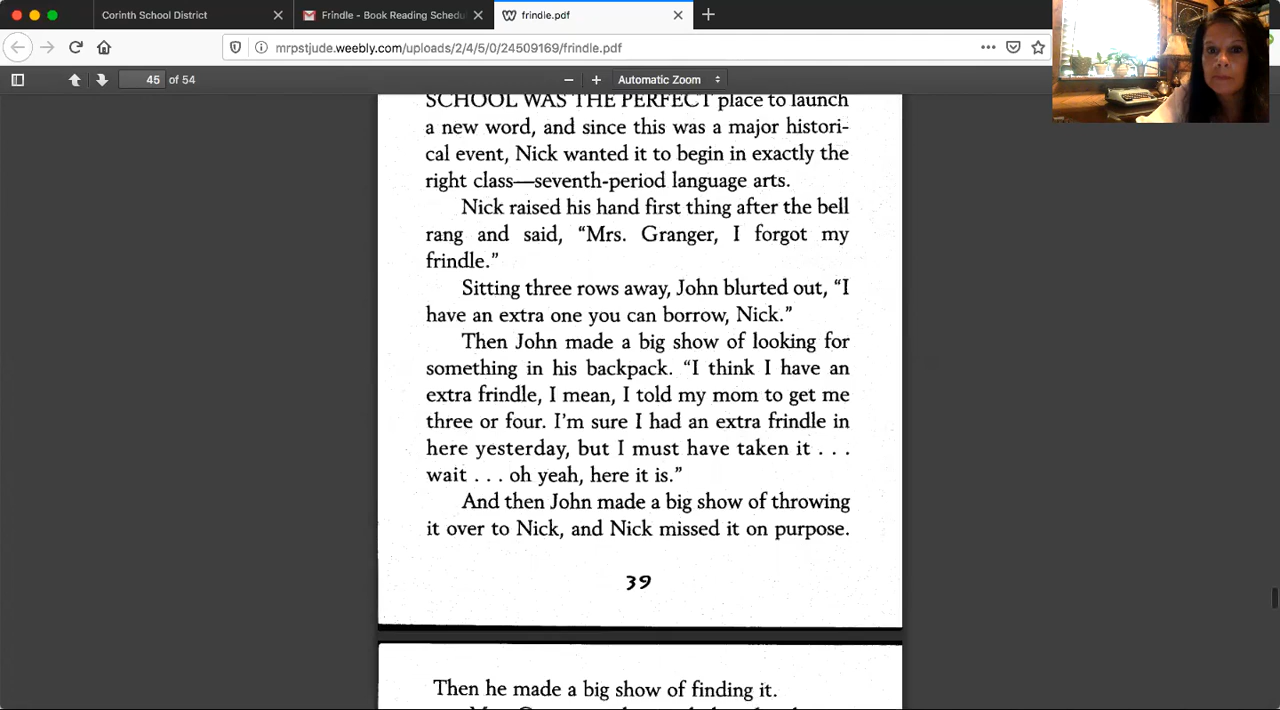 Corinth School District
Frindle - Book Reading Schedu
frindle.pdf
mrpstjude.weebly.com/uploads/2/4/5/0/24509169/frindle.pdf
45 of 54
Automatic Zoom
SCHOOL WAS THE PERFECT place to launch
a new word, and since this was a major histori-
cal event, Nick wanted it to begin in exactly the
right class—seventh-period language arts.
Nick raised his hand first thing after the bell
rang and said, “Mrs. Granger, I forgot my
frindle.”
Sitting three rows away, John blurted out, “I
have an extra one you can borrow, Nick.”
Then John made a big show of looking for
something in his backpack. “I think I have an
extra frindle, I mean, I told my mom to get me
three or four. I’m sure I had an extra frindle in
here yesterday, but I must have taken it . . .
wait . . . oh yeah, here it is.”
And then John made a big show of throwing
it over to Nick, and Nick missed it on purpose.
39
Then he made a big show of finding it.